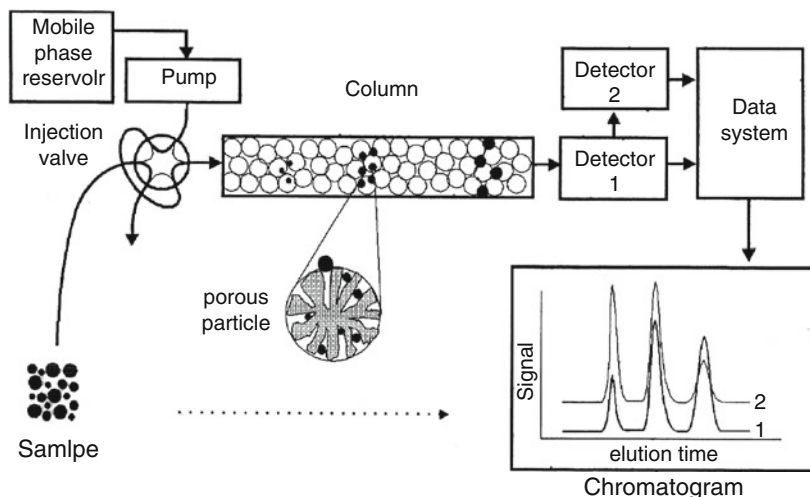 Mobile
phase
reservolr
Pump
Injection
valve
Column
Detector
2
Detector
1
Data
system
porous
particle
Samlpe
Signal
2
1
elution time
Chromatogram